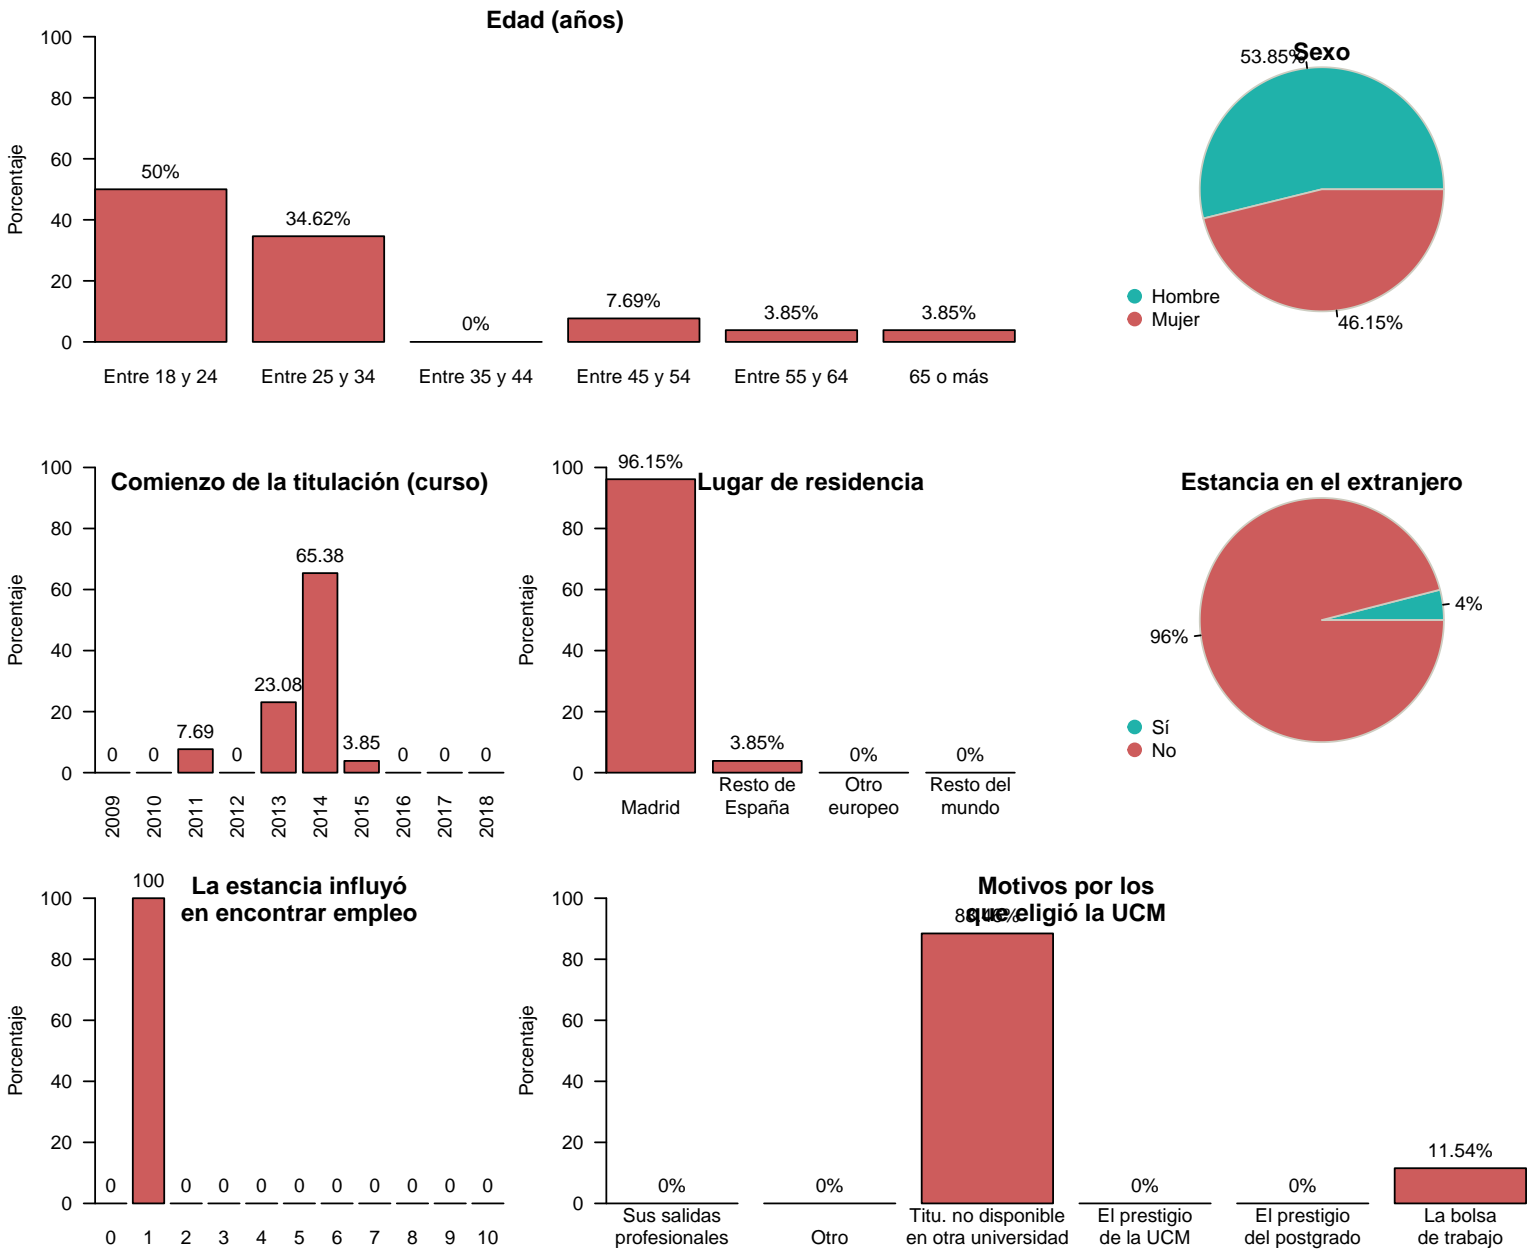 Edad (años)
Porcentaje
100
80
60
40
20
0
50%
34.62%
0%
7.69%
3.85%
3.85%
Entre 18 y 24
Entre 25 y 34
Entre 35 y 44
Entre 45 y 54
Entre 55 y 64
65 o más
Sexo
53.85%
46.15%
Hombre
Mujer
Comienzo de la titulación (curso)
Porcentaje
100
80
60
40
20
0
0
0
7.69
0
23.08
65.38
3.85
0
0
0
2009
2010
2011
2012
2013
2014
2015
2016
2017
2018
Lugar de residencia
Porcentaje
100
80
60
40
20
0
96.15%
3.85%
0%
0%
Madrid
Resto de
España
Otro
europeo
Resto del
mundo
Estancia en el extranjero
4%
96%
Sí
No
La estancia influyó
en encontrar empleo
Porcentaje
100
80
60
40
20
0
0
100
0
0
0
0
0
0
0
0
0
0
1
2
3
4
5
6
7
8
9
10
Motivos por los
que eligió la UCM
Porcentaje
100
80
60
40
20
0
0%
0%
88.46%
0%
0%
11.54%
Sus salidas
profesionales
Otro
Titu. no disponible
en otra universidad
El prestigio
de la UCM
El prestigio
del postgrado
La bolsa
de trabajo